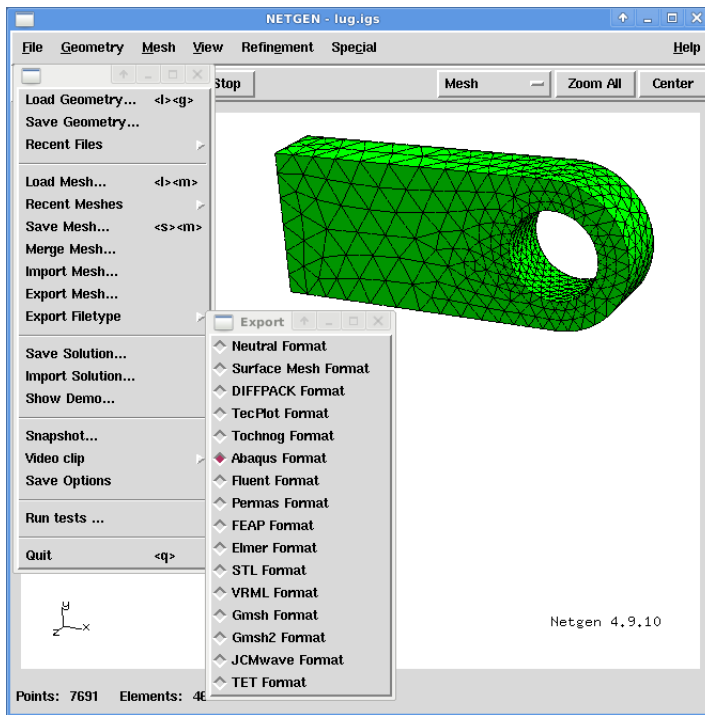 NETGEN - lug.igs
File Geometry Mesh View Refinement Special Help
Stop Mesh Zoom All Center
Load Geometry... <l><g>
Save Geometry...
Recent Files
Load Mesh... <l><m>
Recent Meshes
Save Mesh... <s><m>
Merge Mesh...
Import Mesh...
Export Mesh...
Export Filetype
Save Solution...
Import Solution...
Show Demo...
Snapshot...
Video clip
Save Options
Run tests ...
Quit <q>
Export
Neutral Format
Surface Mesh Format
DIFFPACK Format
TecPlot Format
Tochnog Format
Abaqus Format
Fluent Format
Permas Format
FEAP Format
Elmer Format
STL Format
VRML Format
Gmsh Format
Gmsh2 Format
JCMwave Format
TET Format
y
z x
Netgen 4.9.10
Points: 7691 Elements: